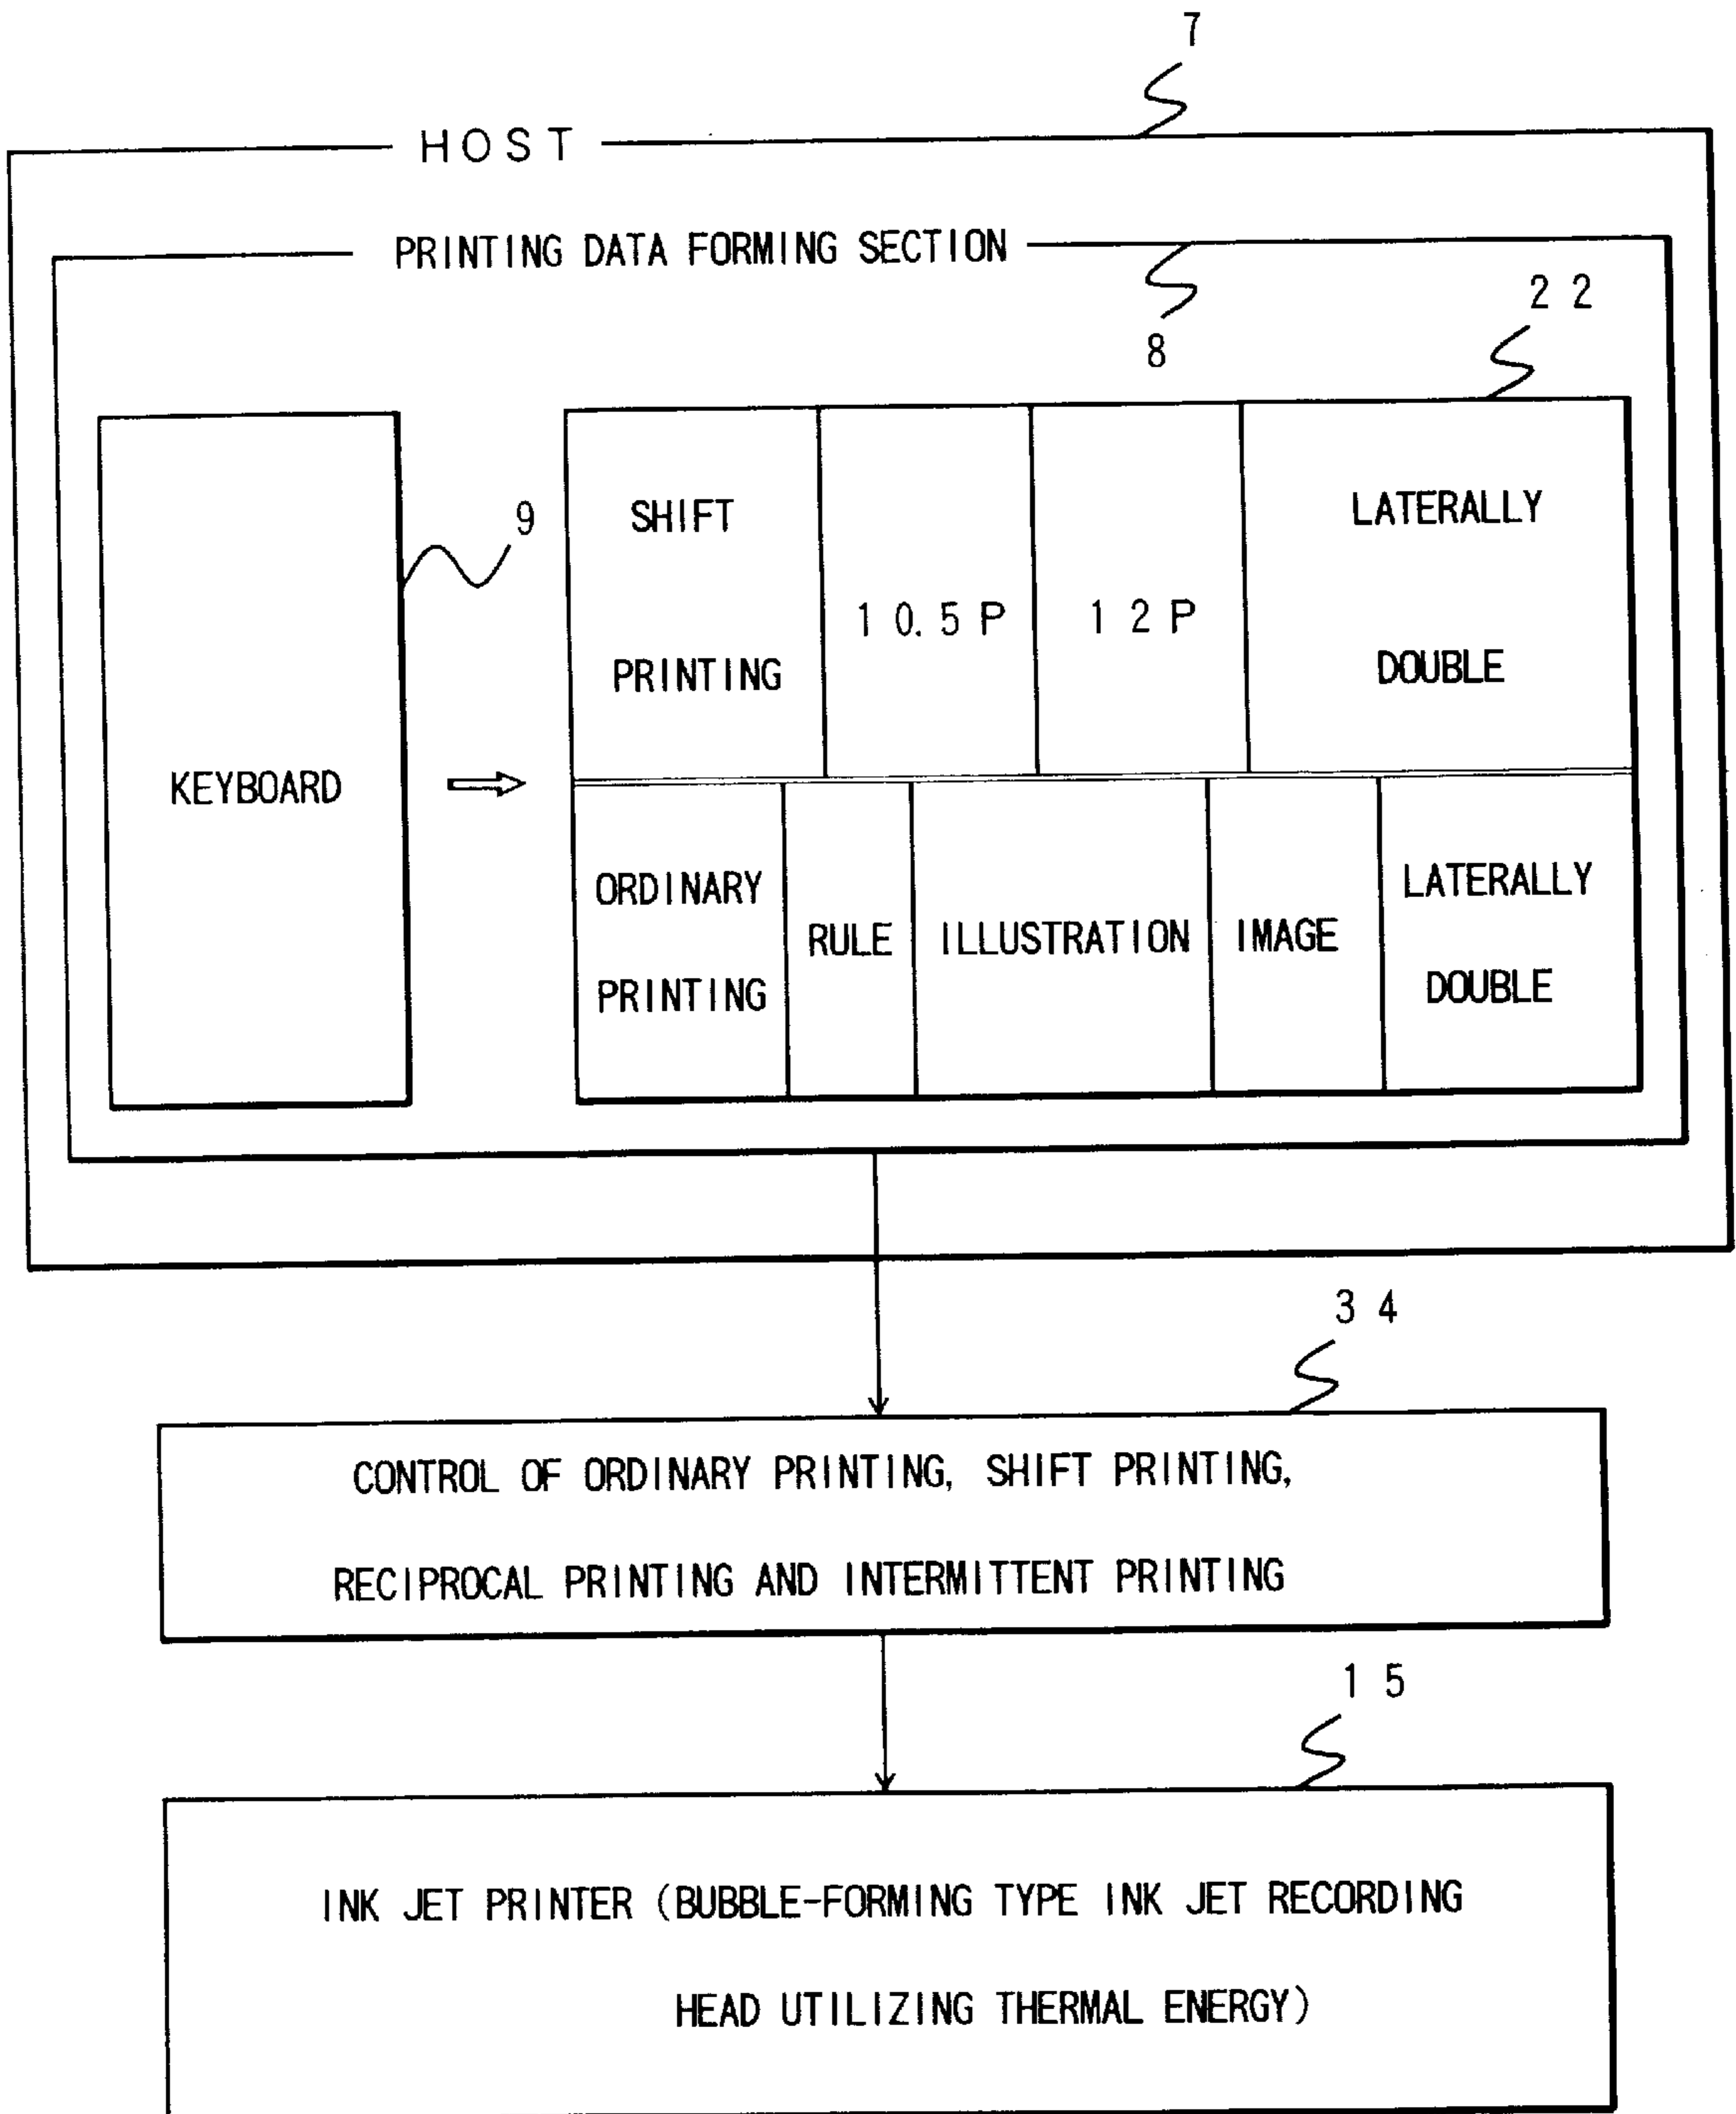 7
HOST
PRINTING DATA FORMING SECTION
8
22
9
KEYBOARD
SHIFT
PRINTING
10.5P
12P
LATERALLY
DOUBLE
ORDINARY
PRINTING
RULE
ILLUSTRATION
IMAGE
LATERALLY
DOUBLE
34
CONTROL OF ORDINARY PRINTING, SHIFT PRINTING,
RECIPROCAL PRINTING AND INTERMITTENT PRINTING
15
INK JET PRINTER (BUBBLE-FORMING TYPE INK JET RECORDING
HEAD UTILIZING THERMAL ENERGY)